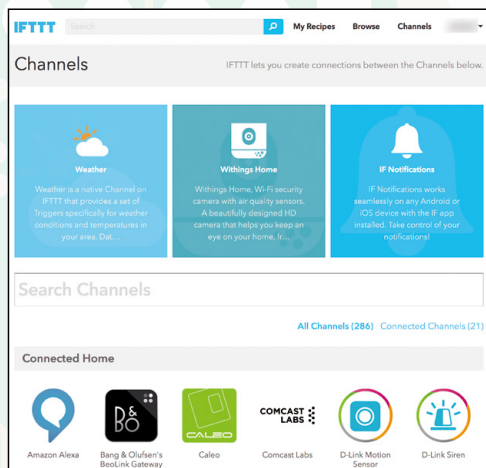 IFTTT Search My Recipes Browse Channels
Channels
IFTTT lets you create connections between the Channels below.
Weather
Weather is a native Channel on
IFTTT that provides a set of
Triggers specifically for weather
conditions and temperatures in
your area. Dat...
Withings Home
Withings Home, Wi-Fi security
camera with air quality sensors.
A beautifully designed HD
camera that helps you keep an
eye on your home, fr...
IF Notifications
IF Notifications works
seamlessly on any Android or
iOS device with the IF app
installed. Take control of your
notifications!
Search Channels
All Channels (286) Connected Channels (21)
Connected Home
B&O
CALEO
COMCAST
LABS
Amazon Alexa
Bang & Olufsen's
BeoLink Gateway
Caleo
Comcast Labs
D-Link Motion
Sensor
D-Link Siren